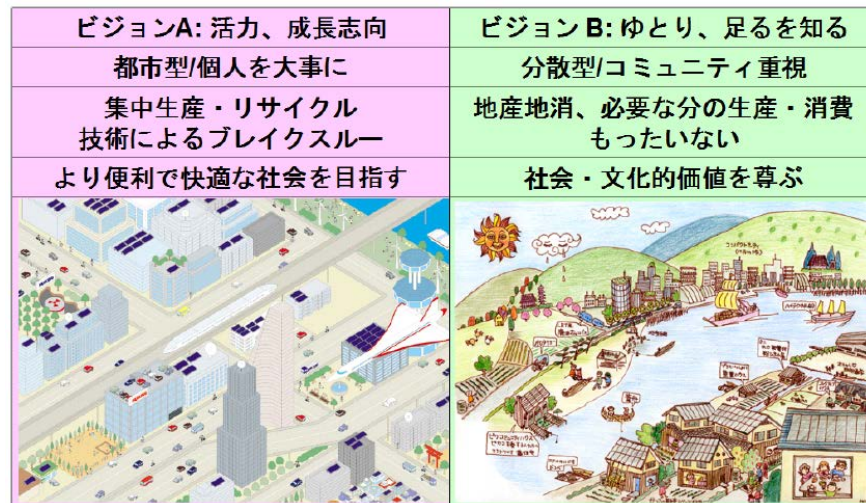 ビジョンA: 活力、成長志向
ビジョン B: ゆとり、足るを知る
都市型/個人を大事に
分散型/コミュニティ重視
集中生産・リサイクル
技術によるブレイクスルー
地産地消、必要な分の生産・消費
もったいない
より便利で快適な社会を目指す
社会・文化的価値を尊ぶ